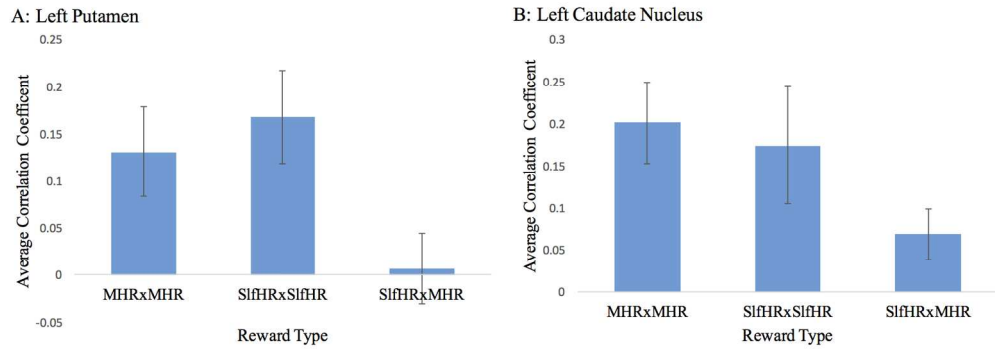 A: Left Putamen
Average Correlation Coefficient
0.25
0.2
0.15
0.1
0.05
0
-0.05
MHRxMHR
SlfHRxSlfHR
SlfHRxMHR
Reward Type
B: Left Caudate Nucleus
Average Correlation Coefficent
0.3
0.25
0.2
0.15
0.1
0.05
0
MHRxMHR
SlfHRxSlfHR
SlfHRxMHR
Reward Type